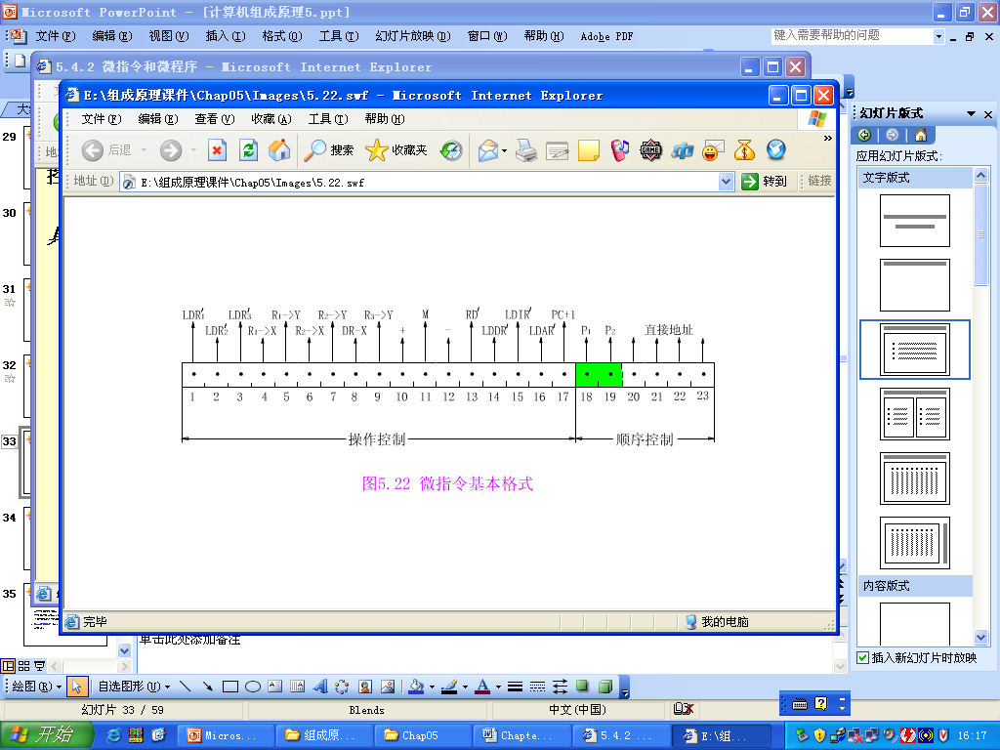 Microsoft PowerPoint - [计算机组成原理5.ppt]
文件(F) 编辑(E) 视图(V) 插入(I) 格式(O) 工具(T) 幻灯片放映(D) 窗口(W) 帮助(H) Adobe PDF
键入需要帮助的问题
5.4.2 微指令和微程序 - Microsoft Internet Explorer
E:\组成原理课件\Chap05\Images\5.22.swf - Microsoft Internet Explorer
文件(F) 编辑(E) 查看(V) 收藏(A) 工具(T) 帮助(H)
后退 搜索 收藏夹
地址(D) E:\组成原理课件\Chap05\Images\5.22.swf 转到 链接
LDR1′ LDR3′ R1->Y R2->Y R3->Y M RD′ LDIR′ PC+1
LDR2′ R1->X R2->X DR-X + - LDDR′ LDAR′ P1 P2 直接地址
1 2 3 4 5 6 7 8 9 10 11 12 13 14 15 16 17 18 19 20 21 22 23
操作控制 顺序控制
图5.22 微指令基本格式
完毕 我的电脑
29
30
31
32
33
34
35
幻灯片版式
应用幻灯片版式:
文字版式
内容版式
插入新幻灯片时放映
单击此处添加备注
绘图(R) 自选图形(U)
幻灯片 33 / 59 Blends 中文(中国)
开始 Micros... 组成原... Chap05 Chapte... 5.4.2 ... E:\组... 16:17